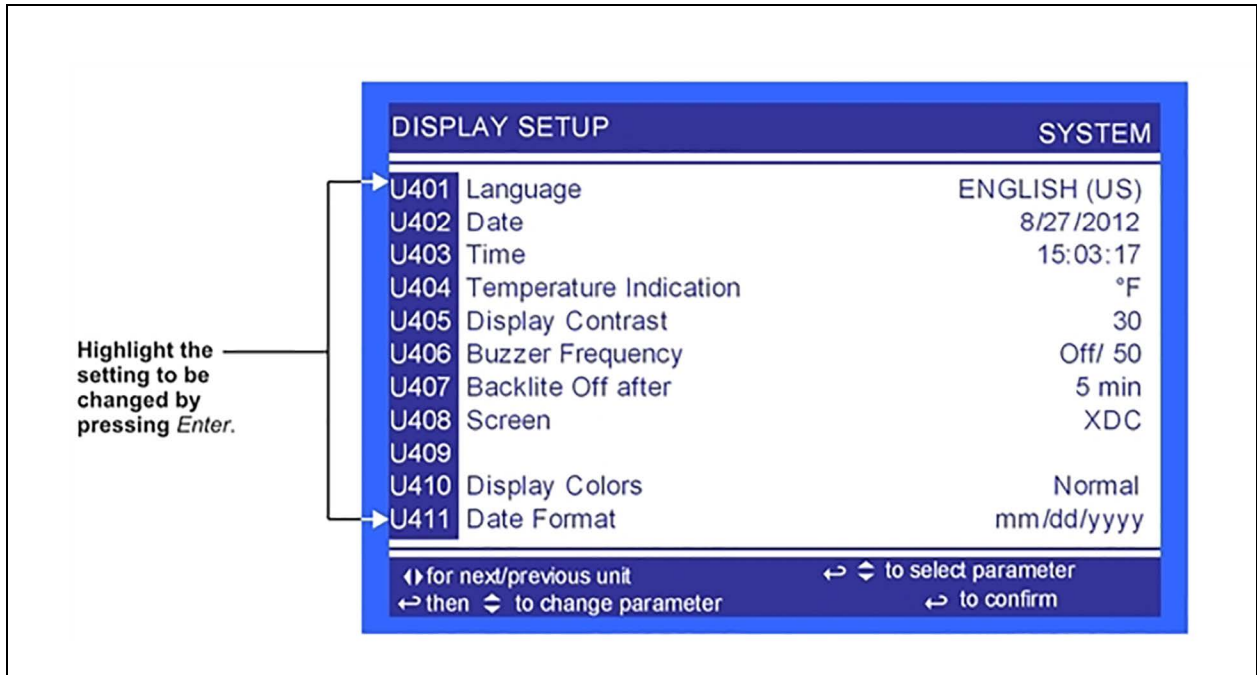 DISPLAY SETUP SYSTEM
U401 Language ENGLISH (US)
U402 Date 8/27/2012
U403 Time 15:03:17
U404 Temperature Indication °F
U405 Display Contrast 30
U406 Buzzer Frequency Off/ 50
U407 Backlite Off after 5 min
U408 Screen XDC
U409
U410 Display Colors Normal
U411 Date Format mm/dd/yyyy
for next/previous unit
then to change parameter
to select parameter
to confirm
Highlight the
setting to be
changed by
pressing Enter.